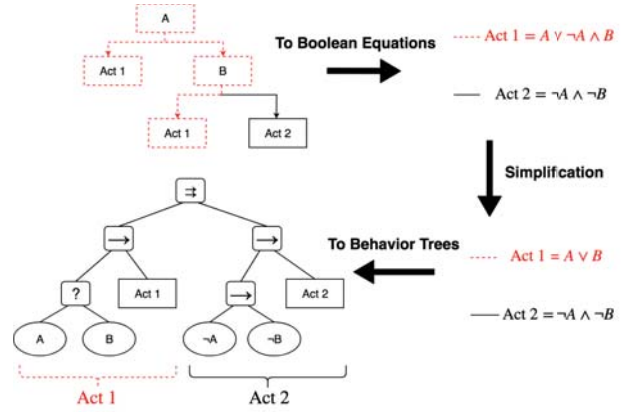 A
To Boolean Equations
Act 1 = A ∨ ¬A ∧ B
Act 1
B
Act 2 = ¬A ∧ ¬B
Act 1
Act 2
Simplification
⇉
To Behavior Trees
→
→
Act 1 = A ∨ B
?
Act 1
→
Act 2
Act 2 = ¬A ∧ ¬B
A
B
¬A
¬B
Act 1
Act 2